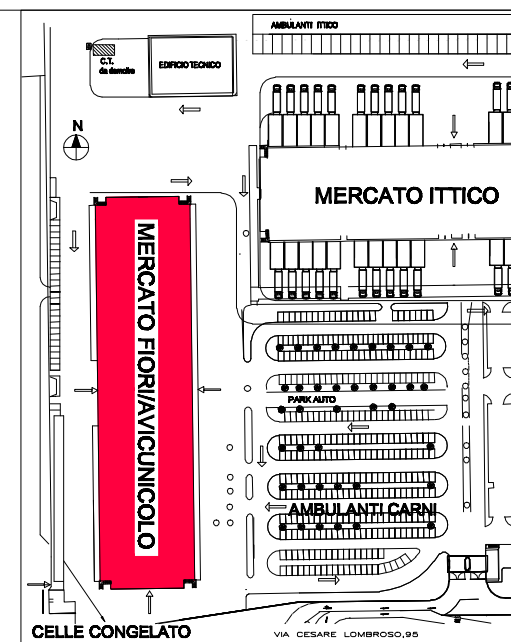 AMBULANTI ITTICO
C.T.
da demolire
EDIFICIO TECNICO
N
MERCATO ITTICO
MERCATO FIORI/AVICUNICOLO
PARK AUTO
AMBULANTI CARNI
CELLE CONGELATO
VIA CESARE LOMBROSO,95